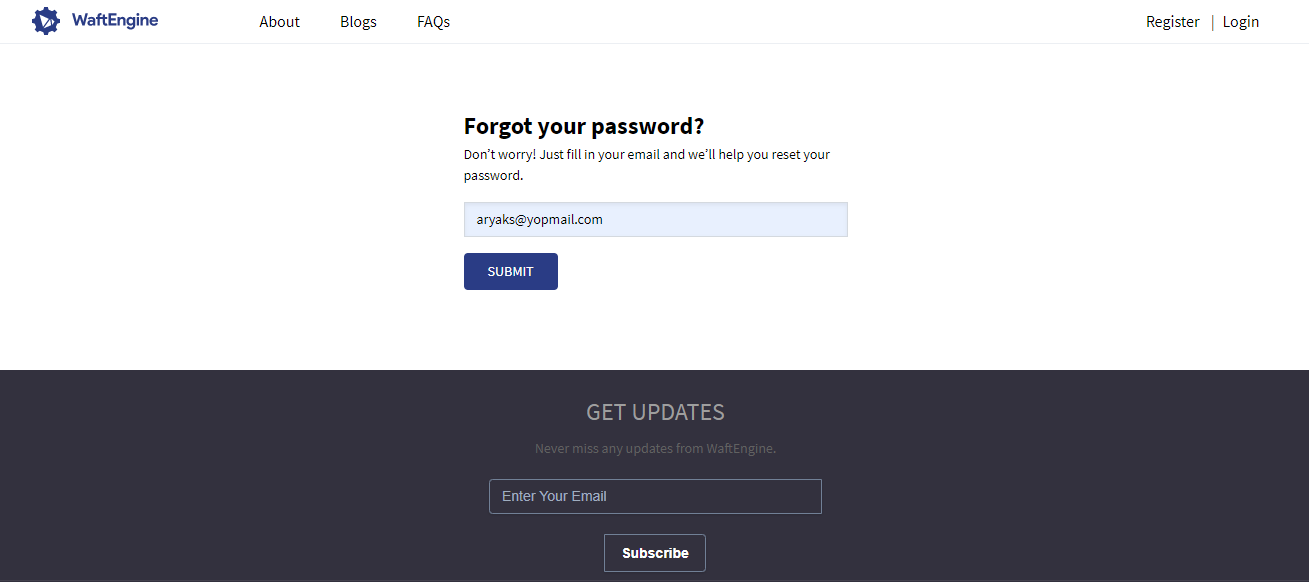 WaftEngine
About
Blogs
FAQs
Register | Login
Forgot your password?
Don’t worry! Just fill in your email and we’ll help you reset your
password.
aryaks@yopmail.com
SUBMIT
GET UPDATES
Never miss any updates from WaftEngine.
Enter Your Email
Subscribe